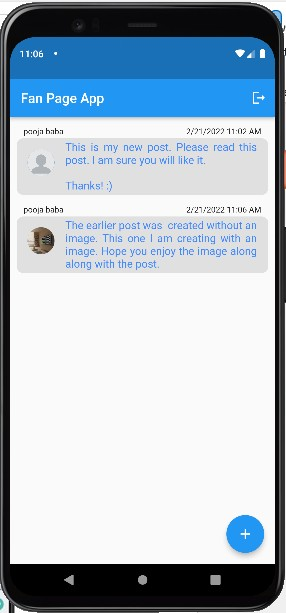 11:06
Fan Page App
pooja baba 2/21/2022 11:02 AM
This is my new post. Please read this
post. I am sure you will like it.
Thanks! :)
pooja baba 2/21/2022 11:06 AM
The earlier post was created without an
image. This one I am creating with an
image. Hope you enjoy the image along
along with the post.
+